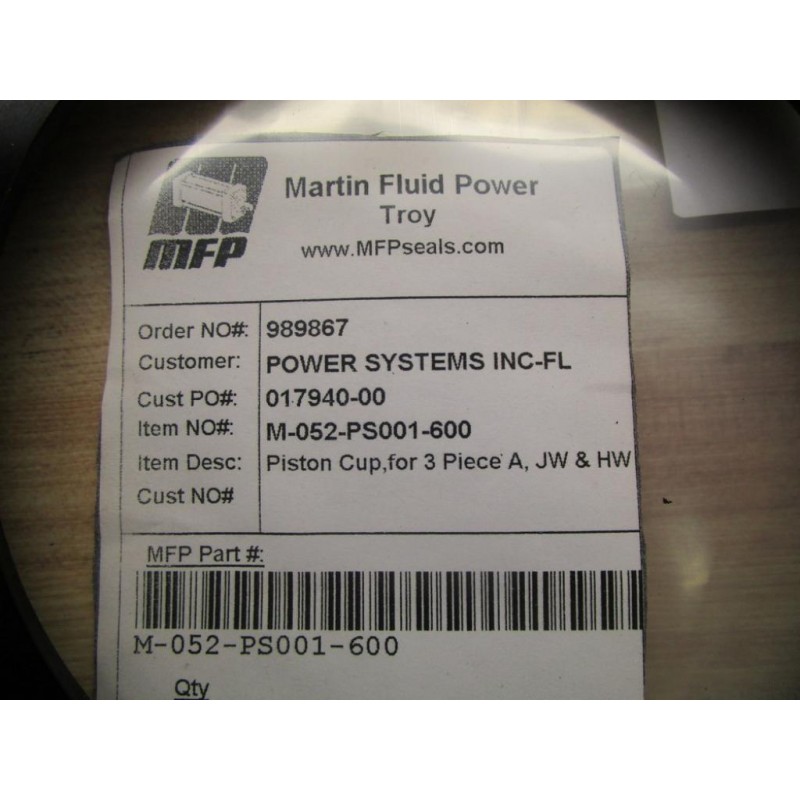 MFP
Martin Fluid Power
Troy
www.MFPseals.com
Order NO#: 989867
Customer: POWER SYSTEMS INC-FL
Cust PO#: 017940-00
Item NO#: M-052-PS001-600
Item Desc: Piston Cup,for 3 Piece A, JW & HW
Cust NO#
MFP Part #:
M-052-PS001-600
Qty